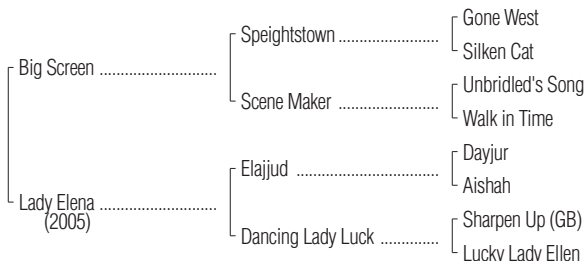 Gone West
Speightstown
Silken Cat
Big Screen
Unbridled's Song
Scene Maker
Walk in Time
Dayjur
Elajjud
Aishah
Lady Elena
(2005)
Sharpen Up (GB)
Dancing Lady Luck
Lucky Lady Ellen